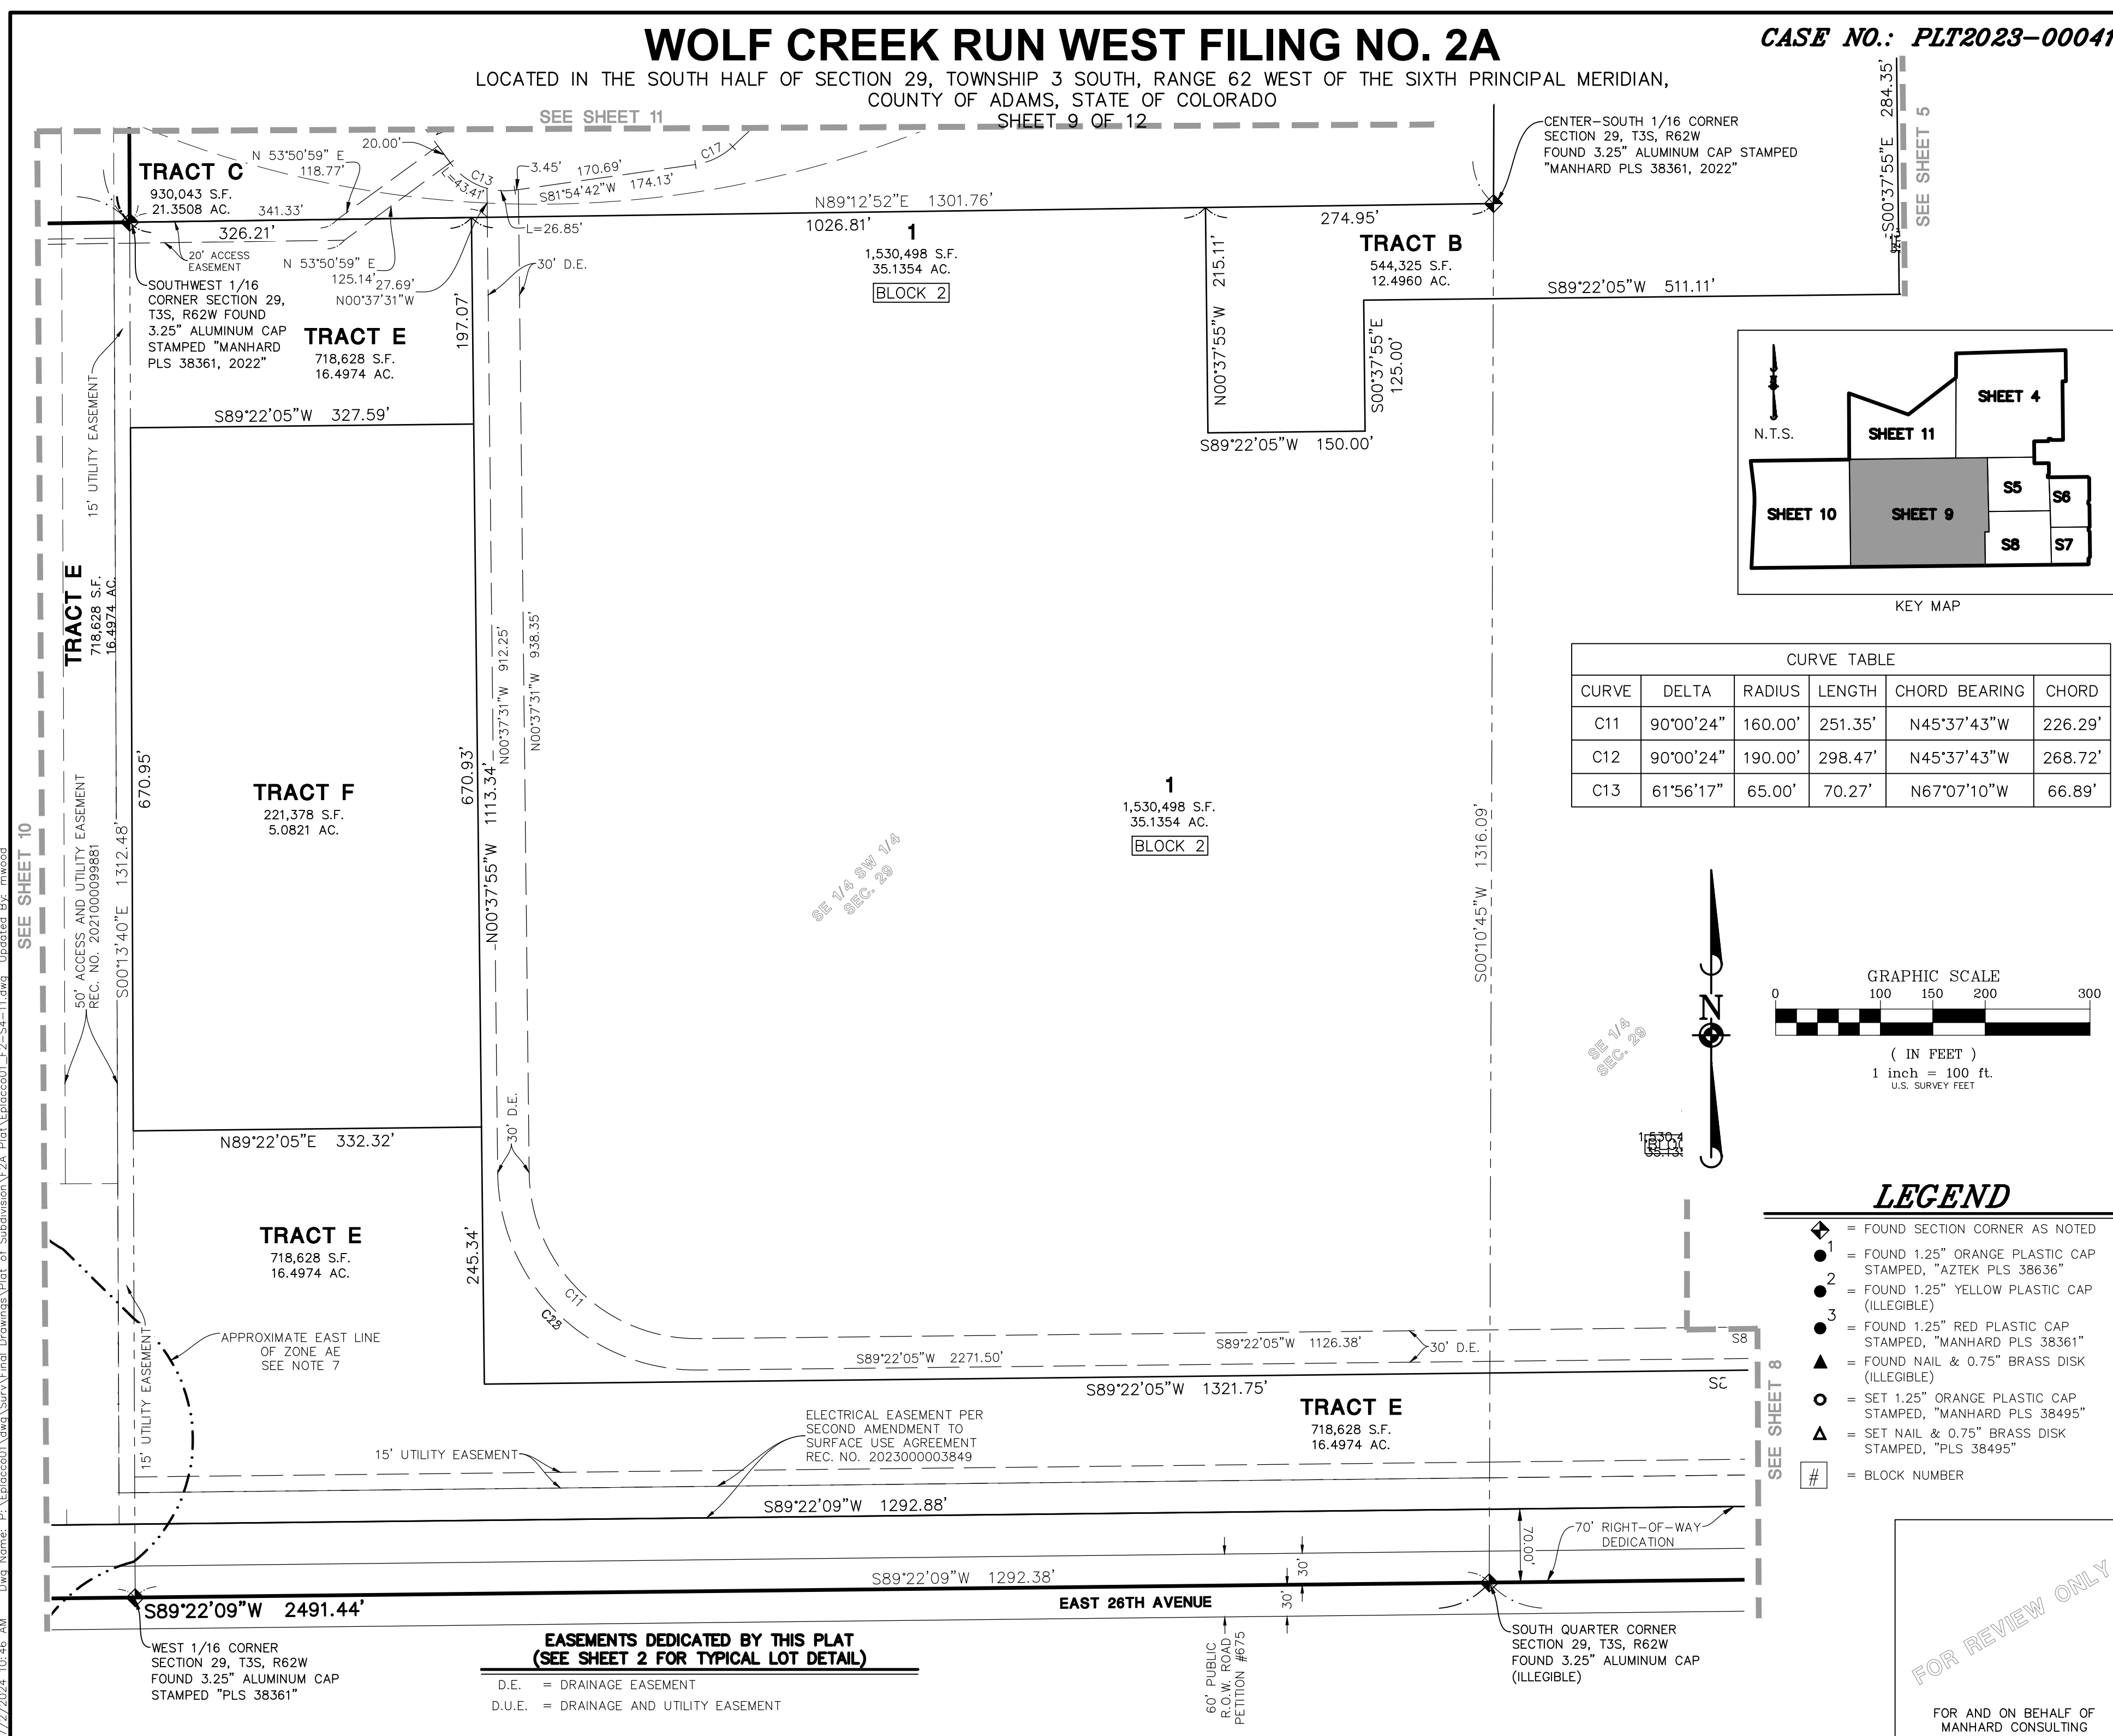 WOLF CREEK RUN WEST FILING NO. 2A
CASE NO.: PLT2023-00041
LOCATED IN THE SOUTH HALF OF SECTION 29, TOWNSHIP 3 SOUTH, RANGE 62 WEST OF THE SIXTH PRINCIPAL MERIDIAN,
COUNTY OF ADAMS, STATE OF COLORADO
SHEET 9 OF 12
SEE SHEET 11
SEE SHEET 5
S00°37'55"E 284.35'
CENTER-SOUTH 1/16 CORNER
SECTION 29, T3S, R62W
FOUND 3.25" ALUMINUM CAP STAMPED
"MANHARD PLS 38361, 2022"
TRACT C
930,043 S.F.
21.3508 AC.
N 53°50'59" E
118.77'
20.00'
C13
L=43.41'
3.45'
170.69'
C17
S81°54'42"W 174.13'
341.33'
326.21'
N89°12'52"E 1301.76'
1026.81'
274.95'
L=26.85'
20' ACCESS
EASEMENT
N 53°50'59" E
125.14'
27.69'
N00°37'31"W
30' D.E.
SOUTHWEST 1/16
CORNER SECTION 29,
T3S, R62W FOUND
3.25" ALUMINUM CAP
STAMPED "MANHARD
PLS 38361, 2022"
TRACT E
718,628 S.F.
16.4974 AC.
197.07'
1
1,530,498 S.F.
35.1354 AC.
BLOCK 2
TRACT B
544,325 S.F.
12.4960 AC.
N00°37'55"W 215.11'
S00°37'55"E
125.00'
S89°22'05"W 511.11'
S89°22'05"W 150.00'
S89°22'05"W 327.59'
15' UTILITY EASEMENT
N.T.S.
SHEET 4
SHEET 11
SHEET 10
SHEET 9
S5
S6
S8
S7
KEY MAP
TRACT E
718,628 S.F.
16.4974 AC.
N00°37'31"W 912.25'
N00°37'31"W 938.35'
CURVE TABLE
CURVE DELTA RADIUS LENGTH CHORD BEARING CHORD
C11 90°00'24" 160.00' 251.35' N45°37'43"W 226.29'
C12 90°00'24" 190.00' 298.47' N45°37'43"W 268.72'
C13 61°56'17" 65.00' 70.27' N67°07'10"W 66.89'
670.95'
TRACT F
221,378 S.F.
5.0821 AC.
670.93'
N00°37'55"W 1113.34'
1
1,530,498 S.F.
35.1354 AC.
BLOCK 2
SE 1/4 SW 1/4
SEC. 29
S00°10'45"W 1316.09'
SEE SHEET 10
50' ACCESS AND UTILITY EASEMENT
REC. NO. 2021000099881
S00°13'40"E 1312.48'
SE 1/4
SEC. 29
N
GRAPHIC SCALE
0 100 150 200 300
( IN FEET )
1 inch = 100 ft.
U.S. SURVEY FEET
N89°22'05"E 332.32'
30' D.E.
TRACT E
718,628 S.F.
16.4974 AC.
245.34'
C11
APPROXIMATE EAST LINE
OF ZONE AE
SEE NOTE 7
15' UTILITY EASEMENT
S89°22'05"W 2271.50'
S89°22'05"W 1126.38'
30' D.E.
S8
S89°22'05"W 1321.75'
SEE SHEET 8
TRACT E
718,628 S.F.
16.4974 AC.
ELECTRICAL EASEMENT PER
SECOND AMENDMENT TO
SURFACE USE AGREEMENT
REC. NO. 2023000003849
15' UTILITY EASEMENT
S89°22'09"W 1292.88'
70.00'
70' RIGHT-OF-WAY
DEDICATION
S89°22'09"W 1292.38'
30'
30'
EAST 26TH AVENUE
S89°22'09"W 2491.44'
60' PUBLIC
R.O.W. ROAD
PETITION #675
WEST 1/16 CORNER
SECTION 29, T3S, R62W
FOUND 3.25" ALUMINUM CAP
STAMPED "PLS 38361"
SOUTH QUARTER CORNER
SECTION 29, T3S, R62W
FOUND 3.25" ALUMINUM CAP
(ILLEGIBLE)
EASEMENTS DEDICATED BY THIS PLAT
(SEE SHEET 2 FOR TYPICAL LOT DETAIL)
D.E. = DRAINAGE EASEMENT
D.U.E. = DRAINAGE AND UTILITY EASEMENT
LEGEND
= FOUND SECTION CORNER AS NOTED
1 = FOUND 1.25" ORANGE PLASTIC CAP
STAMPED, "AZTEK PLS 38636"
2 = FOUND 1.25" YELLOW PLASTIC CAP
(ILLEGIBLE)
3 = FOUND 1.25" RED PLASTIC CAP
STAMPED, "MANHARD PLS 38361"
= FOUND NAIL & 0.75" BRASS DISK
(ILLEGIBLE)
= SET 1.25" ORANGE PLASTIC CAP
STAMPED, "MANHARD PLS 38495"
= SET NAIL & 0.75" BRASS DISK
STAMPED, "PLS 38495"
# = BLOCK NUMBER
FOR REVIEW ONLY
FOR AND ON BEHALF OF
MANHARD CONSULTING
7/2/2024 10:46 AM Dwg Name: P:\Eplacco01\dwg\Surv\Final Drawings\Plat of Subdivision\F2A Plat\Eplacco01_F2-S4-11.dwg Updated By: mwood